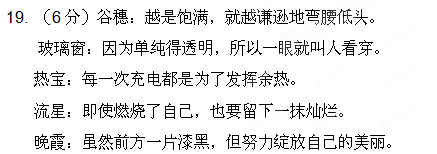 19. （6分）谷穗：越是饱满，就越谦逊地弯腰低头。
玻璃窗：因为单纯得透明，所以一眼就叫人看穿。
热宝：每一次充电都是为了发挥余热。
流星：即使燃烧了自己，也要留下一抹灿烂。
晚霞：虽然前方一片漆黑，但努力绽放自己的美丽。